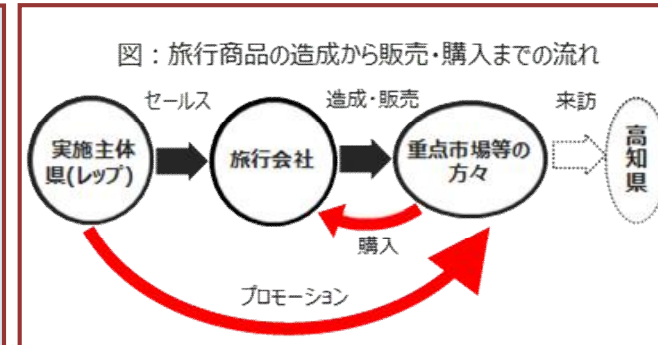 図：旅行商品の造成から販売・購入までの流れ
セールス
造成・販売
来訪
実施主体
県(レップ)
旅行会社
重点市場等の
方々
高知県
購入
プロモーション